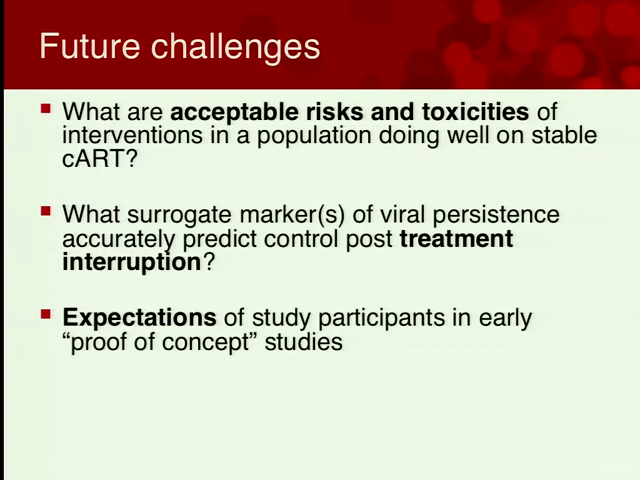 Future challenges
What are acceptable risks and toxicities of
interventions in a population doing well on stable
cART?
What surrogate marker(s) of viral persistence
accurately predict control post treatment
interruption?
Expectations of study participants in early
“proof of concept” studies